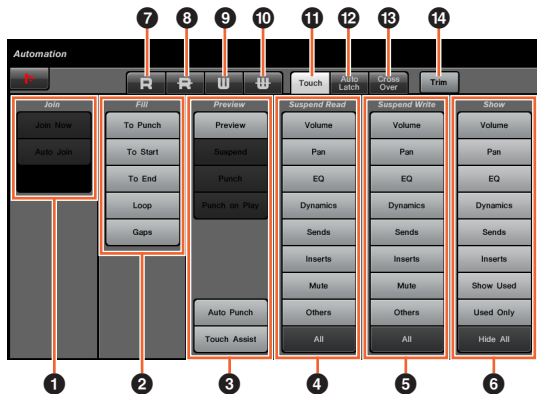 7 8 9 10 11 12 13 14
Automation
R R W W Touch Auto Latch Cross Over Trim
Join Fill Preview Suspend Read Suspend Write Show
Join Now To Punch Preview Volume Volume Volume
Auto Join To Start Suspend Pan Pan Pan
To End Punch EQ EQ EQ
Loop Punch on Play Dynamics Dynamics Dynamics
Gaps Sends Sends Sends
Inserts Inserts Inserts
Mute Mute Show Used
Auto Punch Others Others Used Only
Touch Assist All All Hide All
1 2 3 4 5 6